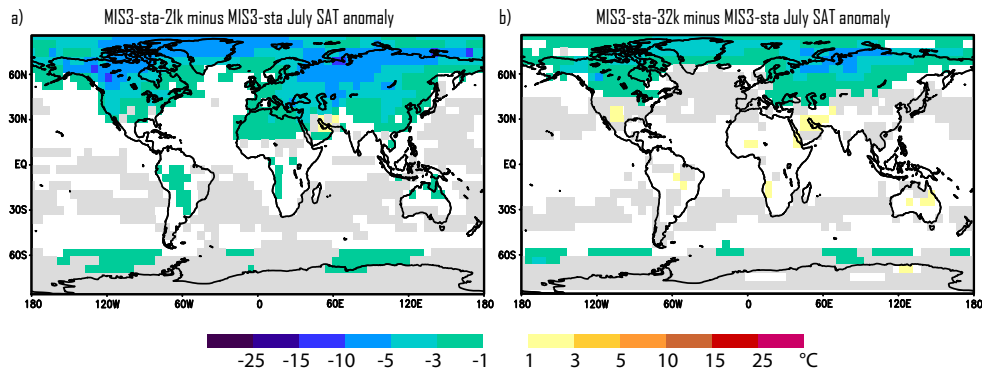 a) MIS3-sta-21k minus MIS3-sta July SAT anomaly
b) MIS3-sta-32k minus MIS3-sta July SAT anomaly
60N
30N
EQ
30S
60S
180 120W 60W 0 60E 120E 180
60N
30N
EQ
30S
60S
180 120W 60W 0 60E 120E 180
-25 -15 -10 -5 -3 -1 1 3 5 10 15 25 °C